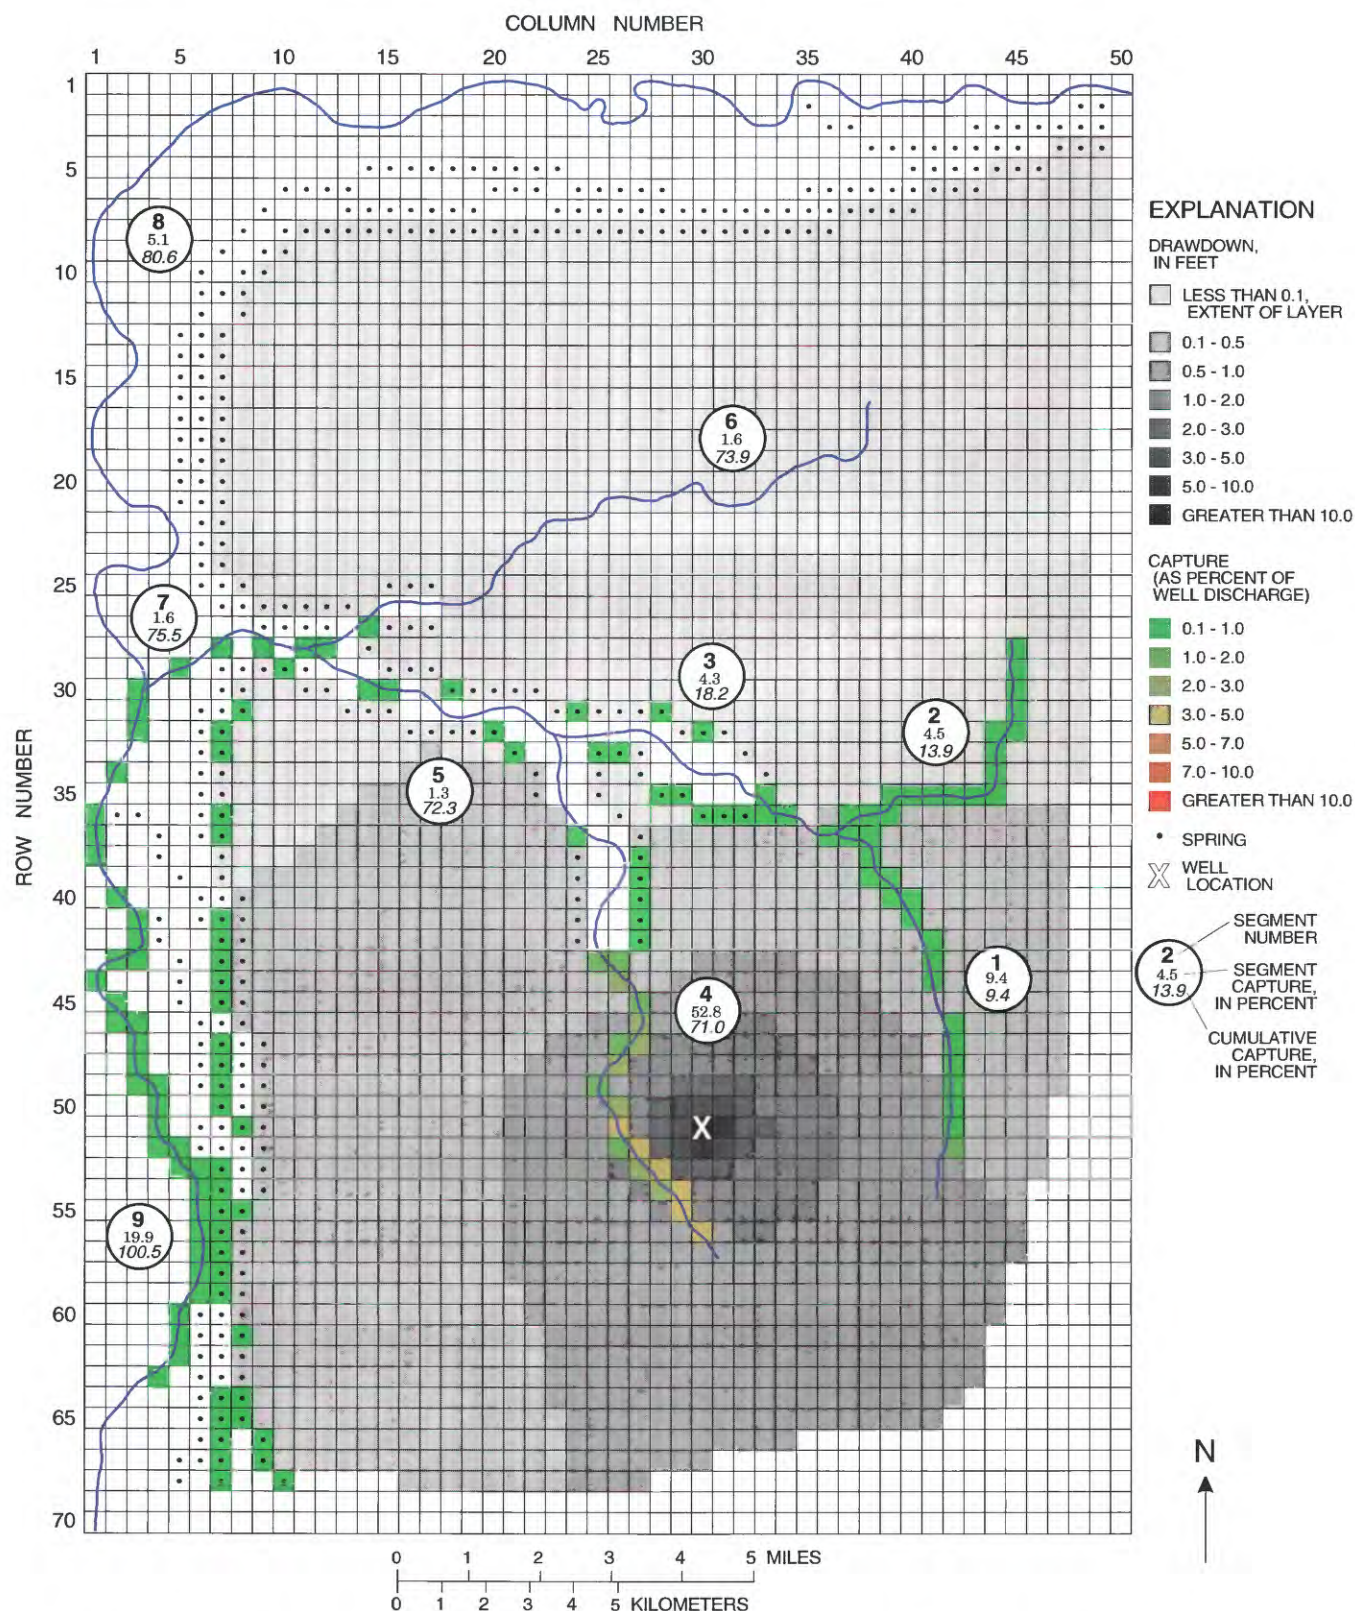 COLUMN NUMBER
1 5 10 15 20 25 30 35 40 45 50
ROW NUMBER
1
5
10
15
20
25
30
35
40
45
50
55
60
65
70
8
5.1
80.6
6
1.6
73.9
7
1.6
75.5
3
4.3
18.2
2
4.5
13.9
5
1.3
72.3
4
52.8
71.0
1
9.4
9.4
9
19.9
100.5
X
EXPLANATION
DRAWDOWN,
IN FEET
LESS THAN 0.1,
EXTENT OF LAYER
0.1 - 0.5
0.5 - 1.0
1.0 - 2.0
2.0 - 3.0
3.0 - 5.0
5.0 - 10.0
GREATER THAN 10.0
CAPTURE
(AS PERCENT OF
WELL DISCHARGE)
0.1 - 1.0
1.0 - 2.0
2.0 - 3.0
3.0 - 5.0
5.0 - 7.0
7.0 - 10.0
GREATER THAN 10.0
SPRING
X WELL
LOCATION
SEGMENT
NUMBER
2
4.5
13.9
SEGMENT
CAPTURE,
IN PERCENT
CUMULATIVE
CAPTURE,
IN PERCENT
N
0 1 2 3 4 5 MILES
0 1 2 3 4 5 KILOMETERS